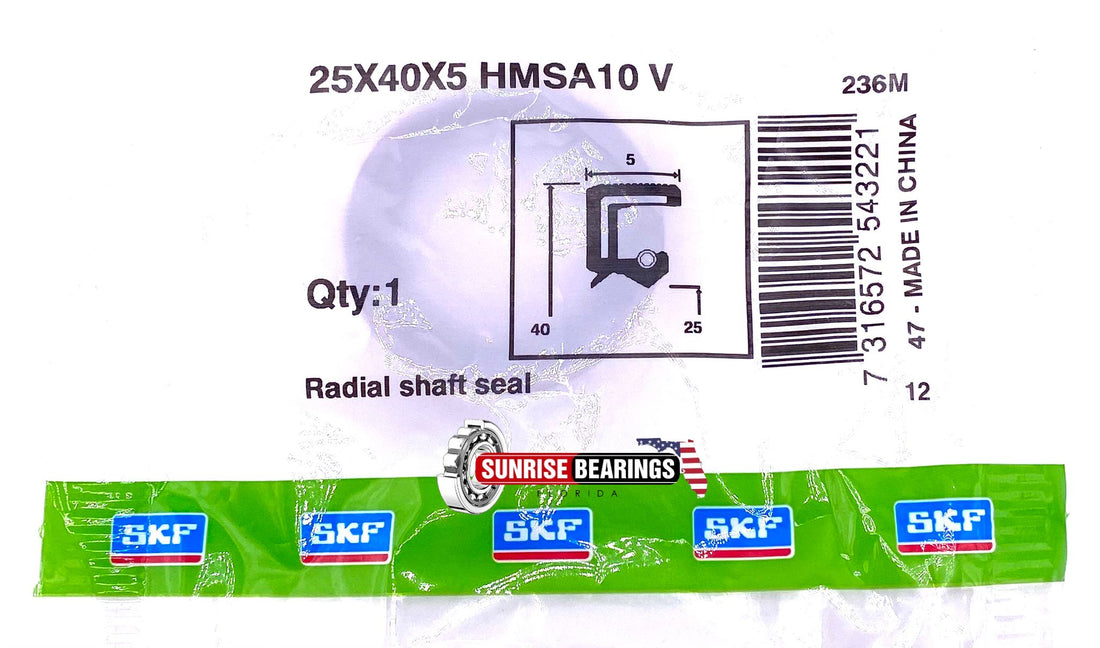 25X40X5 HMSA10 V
236M
5
40
25
Qty:1
Radial shaft seal
7 316572 543221
47 - MADE IN CHINA
12
SUNRISE BEARINGS
FLORIDA
SKF SKF SKF SKF SKF